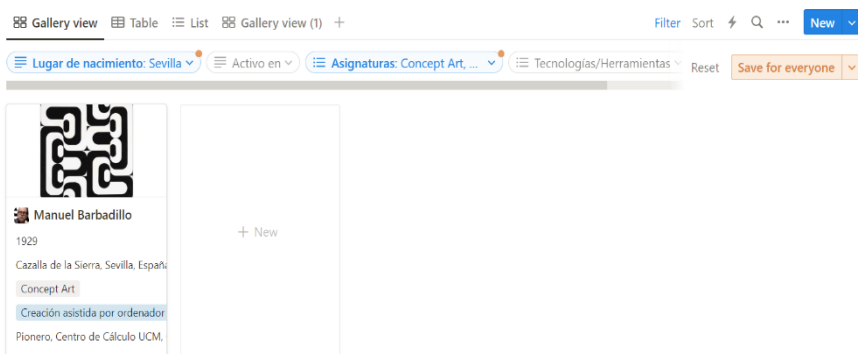 Gallery view Table List Gallery view (1) Filter Sort New
Lugar de nacimiento: Sevilla Activo en Asignaturas: Concept Art, ... Tecnologías/Herramientas Reset Save for everyone
Manuel Barbadillo
1929
Cazalla de la Sierra, Sevilla, Españ
+ New
Concept Art
Creación asistida por ordenador
Pionero, Centro de Cálculo UCM,